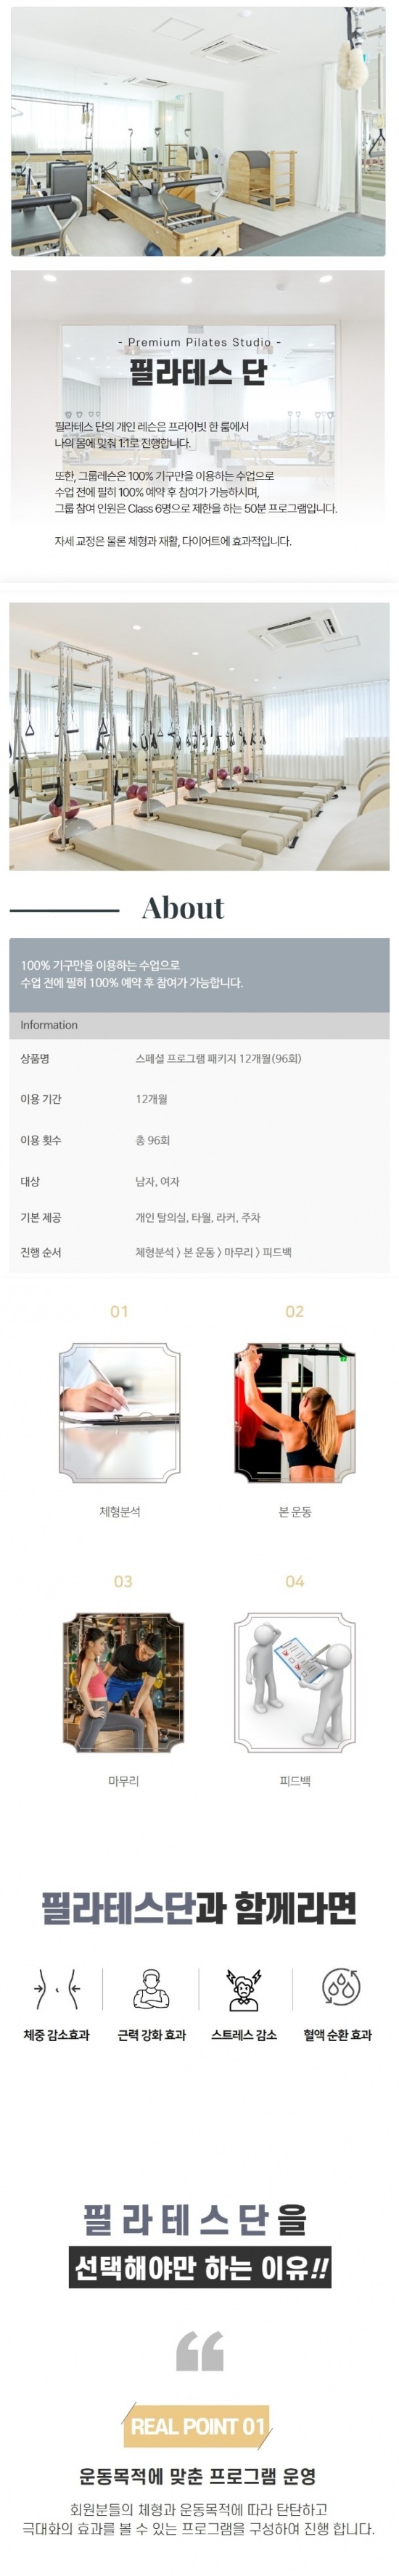 - Premium Pilates Studio -
필라테스 단
필라테스 단의 개인 레슨은 프라이빗 한 룸에서
나의 몸에 맞춰 1:1로 진행합니다.
또한, 그룹레슨은 100% 기구만을 이용하는 수업으로
수업 전에 필히 100% 예약 후 참여가 가능하시며,
그룹 참여 인원은 Class 6명으로 제한을 하는 50분 프로그램입니다.
자세 교정은 물론 체형과 재활, 다이어트에 효과적입니다.
About
100% 기구만을 이용하는 수업으로
수업 전에 필히 100% 예약 후 참여가 가능합니다.
Information
상품명 스페셜 프로그램 패키지 12개월(96회)
이용 기간 12개월
이용 횟수 총 96회
대상 남자, 여자
기본 제공 개인 탈의실, 타월, 라커, 주차
진행 순서 체형분석 > 본 운동 > 마무리 > 피드백
01 02
체형분석 본 운동
03 04
마무리 피드백
필라테스단과 함께라면
체중 감소효과 근력 강화 효과 스트레스 감소 혈액 순환 효과
필라테스단을
선택해야만 하는 이유!!
REAL POINT 01
운동목적에 맞춘 프로그램 운영
회원분들의 체형과 운동목적에 따라 탄탄하고
극대화의 효과를 볼 수 있는 프로그램을 구성하여 진행 합니다.